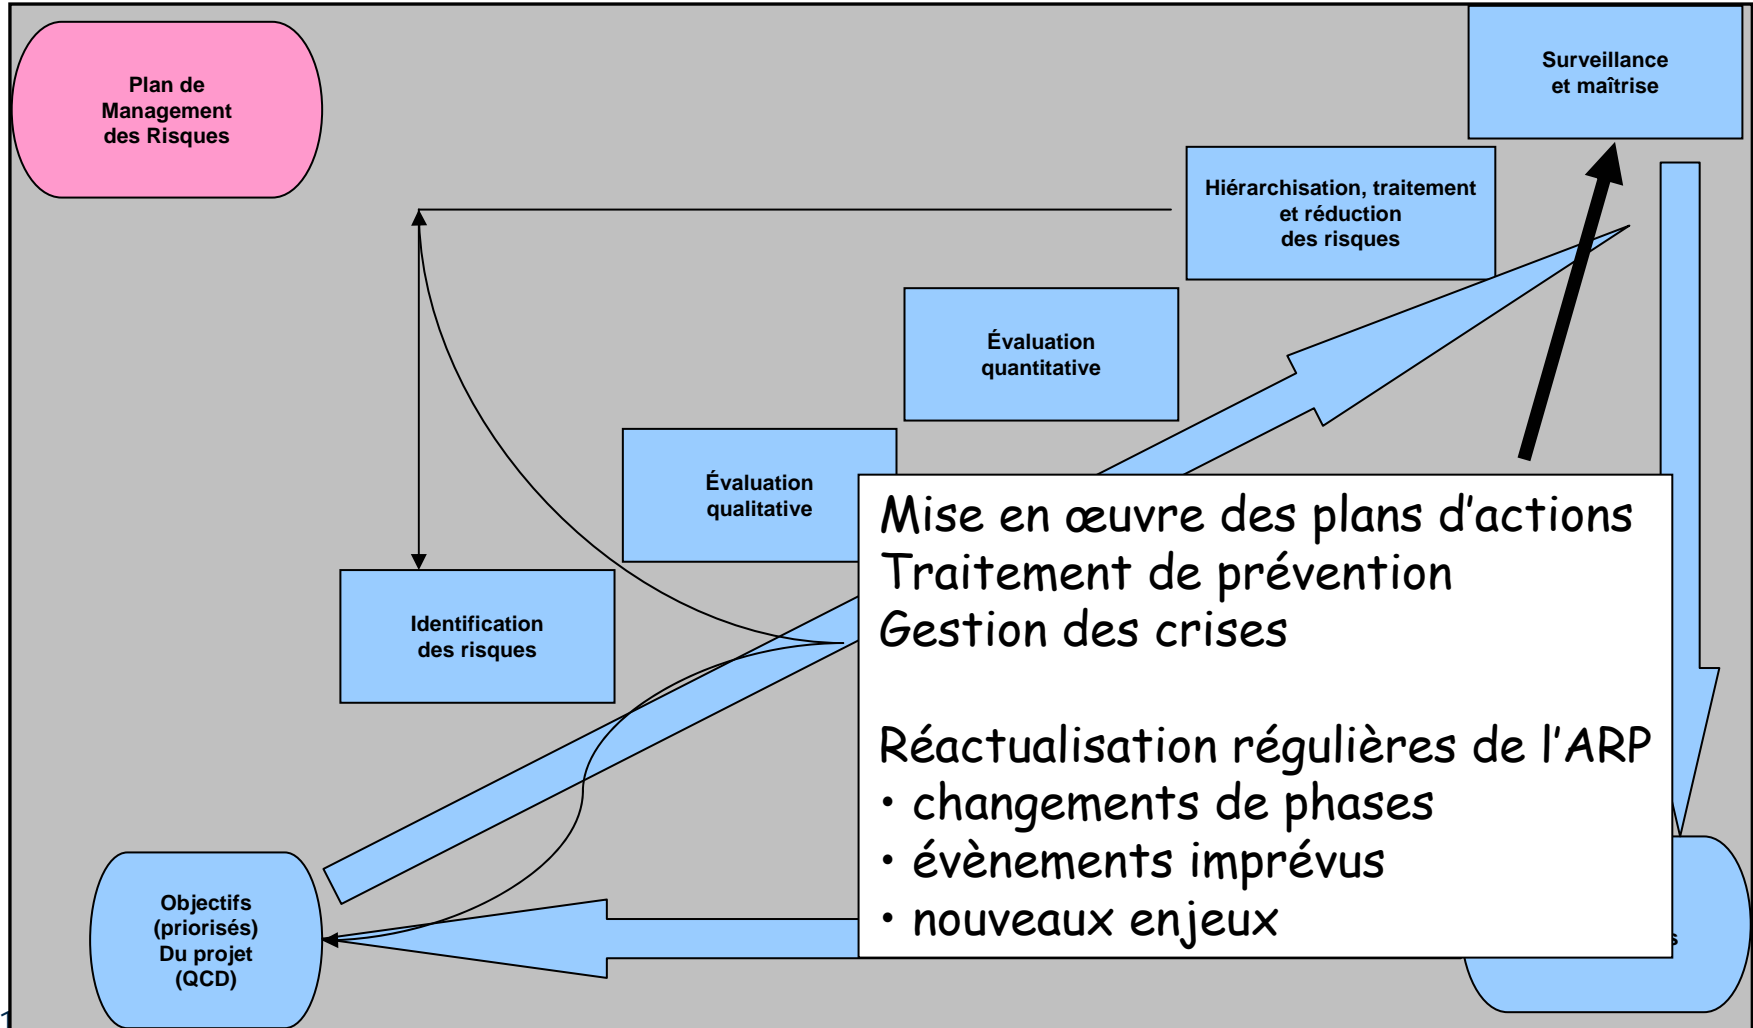 Plan de
Management
des Risques
Surveillance
et maîtrise
Hiérarchisation, traitement
et réduction
des risques
Évaluation
quantitative
Évaluation
qualitative
Identification
des risques
Mise en œuvre des plans d'actions
Traitement de prévention
Gestion des crises
Réactualisation régulières de l'ARP
• changements de phases
• évènements imprévus
• nouveaux enjeux
Objectifs
(priorisés)
Du projet
(QCD)